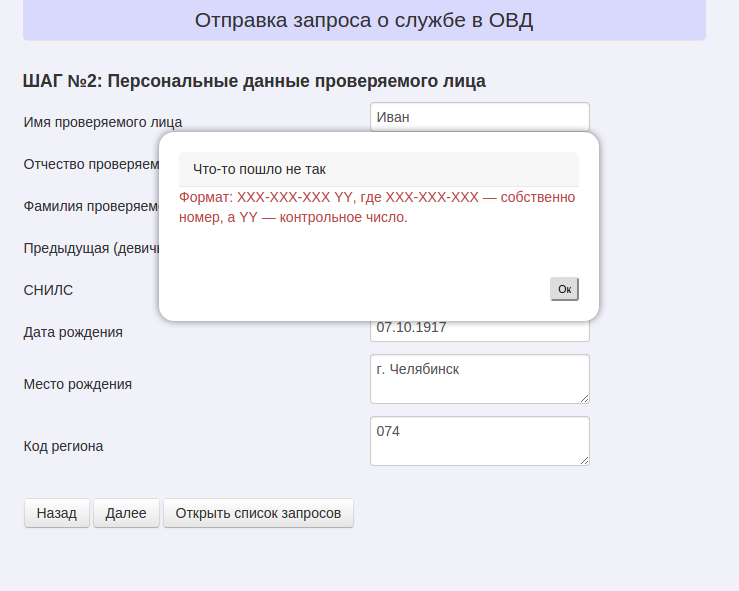 Отправка запроса о службе в ОВД
ШАГ №2: Персональные данные проверяемого лица
Имя проверяемого лица
Иван
Отчество проверяем
Что-то пошло не так
Формат: XXX-XXX-XXX YY, где XXX-XXX-XXX — собственно
номер, а YY — контрольное число.
Фамилия проверяем
Предыдущая (девич
СНИЛС
Ок
Дата рождения
07.10.1917
Место рождения
г. Челябинск
Код региона
074
Назад Далее Открыть список запросов